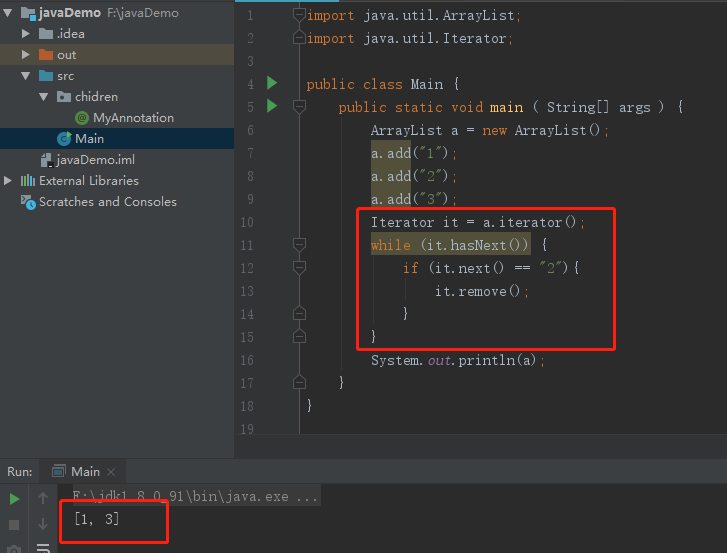 javaDemo F:\javaDemo
.idea
out
src
chidren
MyAnnotation
Main
javaDemo.iml
External Libraries
Scratches and Consoles
1 import java.util.ArrayList;
2 import java.util.Iterator;
3
4 public class Main {
5 public static void main ( String[] args ) {
6 ArrayList a = new ArrayList();
7 a.add("1");
8 a.add("2");
9 a.add("3");
10 Iterator it = a.iterator();
11 while (it.hasNext()) {
12 if (it.next() == "2"){
13 it.remove();
14 }
15 }
16 System.out.println(a);
17 }
18 }
19
Run: Main ×
\bin\java.exe ...
[1, 3]